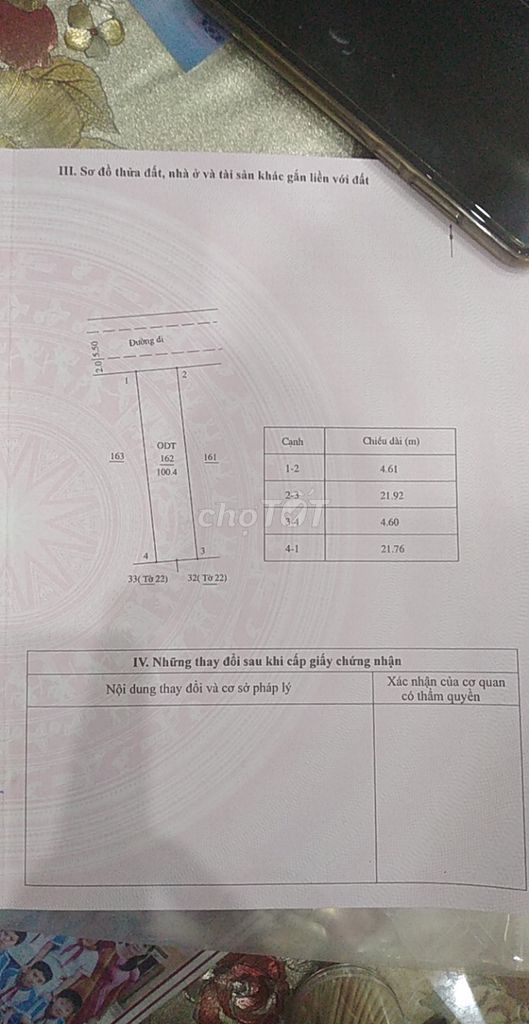 III. Sơ đồ thửa đất, nhà ở và tài sản khác gắn liền với đất
Đường đi
2.0 5.50
1
2
ODT
163
162
161
100.4
4
3
33( Tờ 22)
32( Tờ 22)
Cạnh
Chiều dài (m)
1-2
4.61
2-3
21.92
3-4
4.60
4-1
21.76
chợTỐT
IV. Những thay đổi sau khi cấp giấy chứng nhận
Nội dung thay đổi và cơ sở pháp lý
Xác nhận của cơ quan
có thẩm quyền